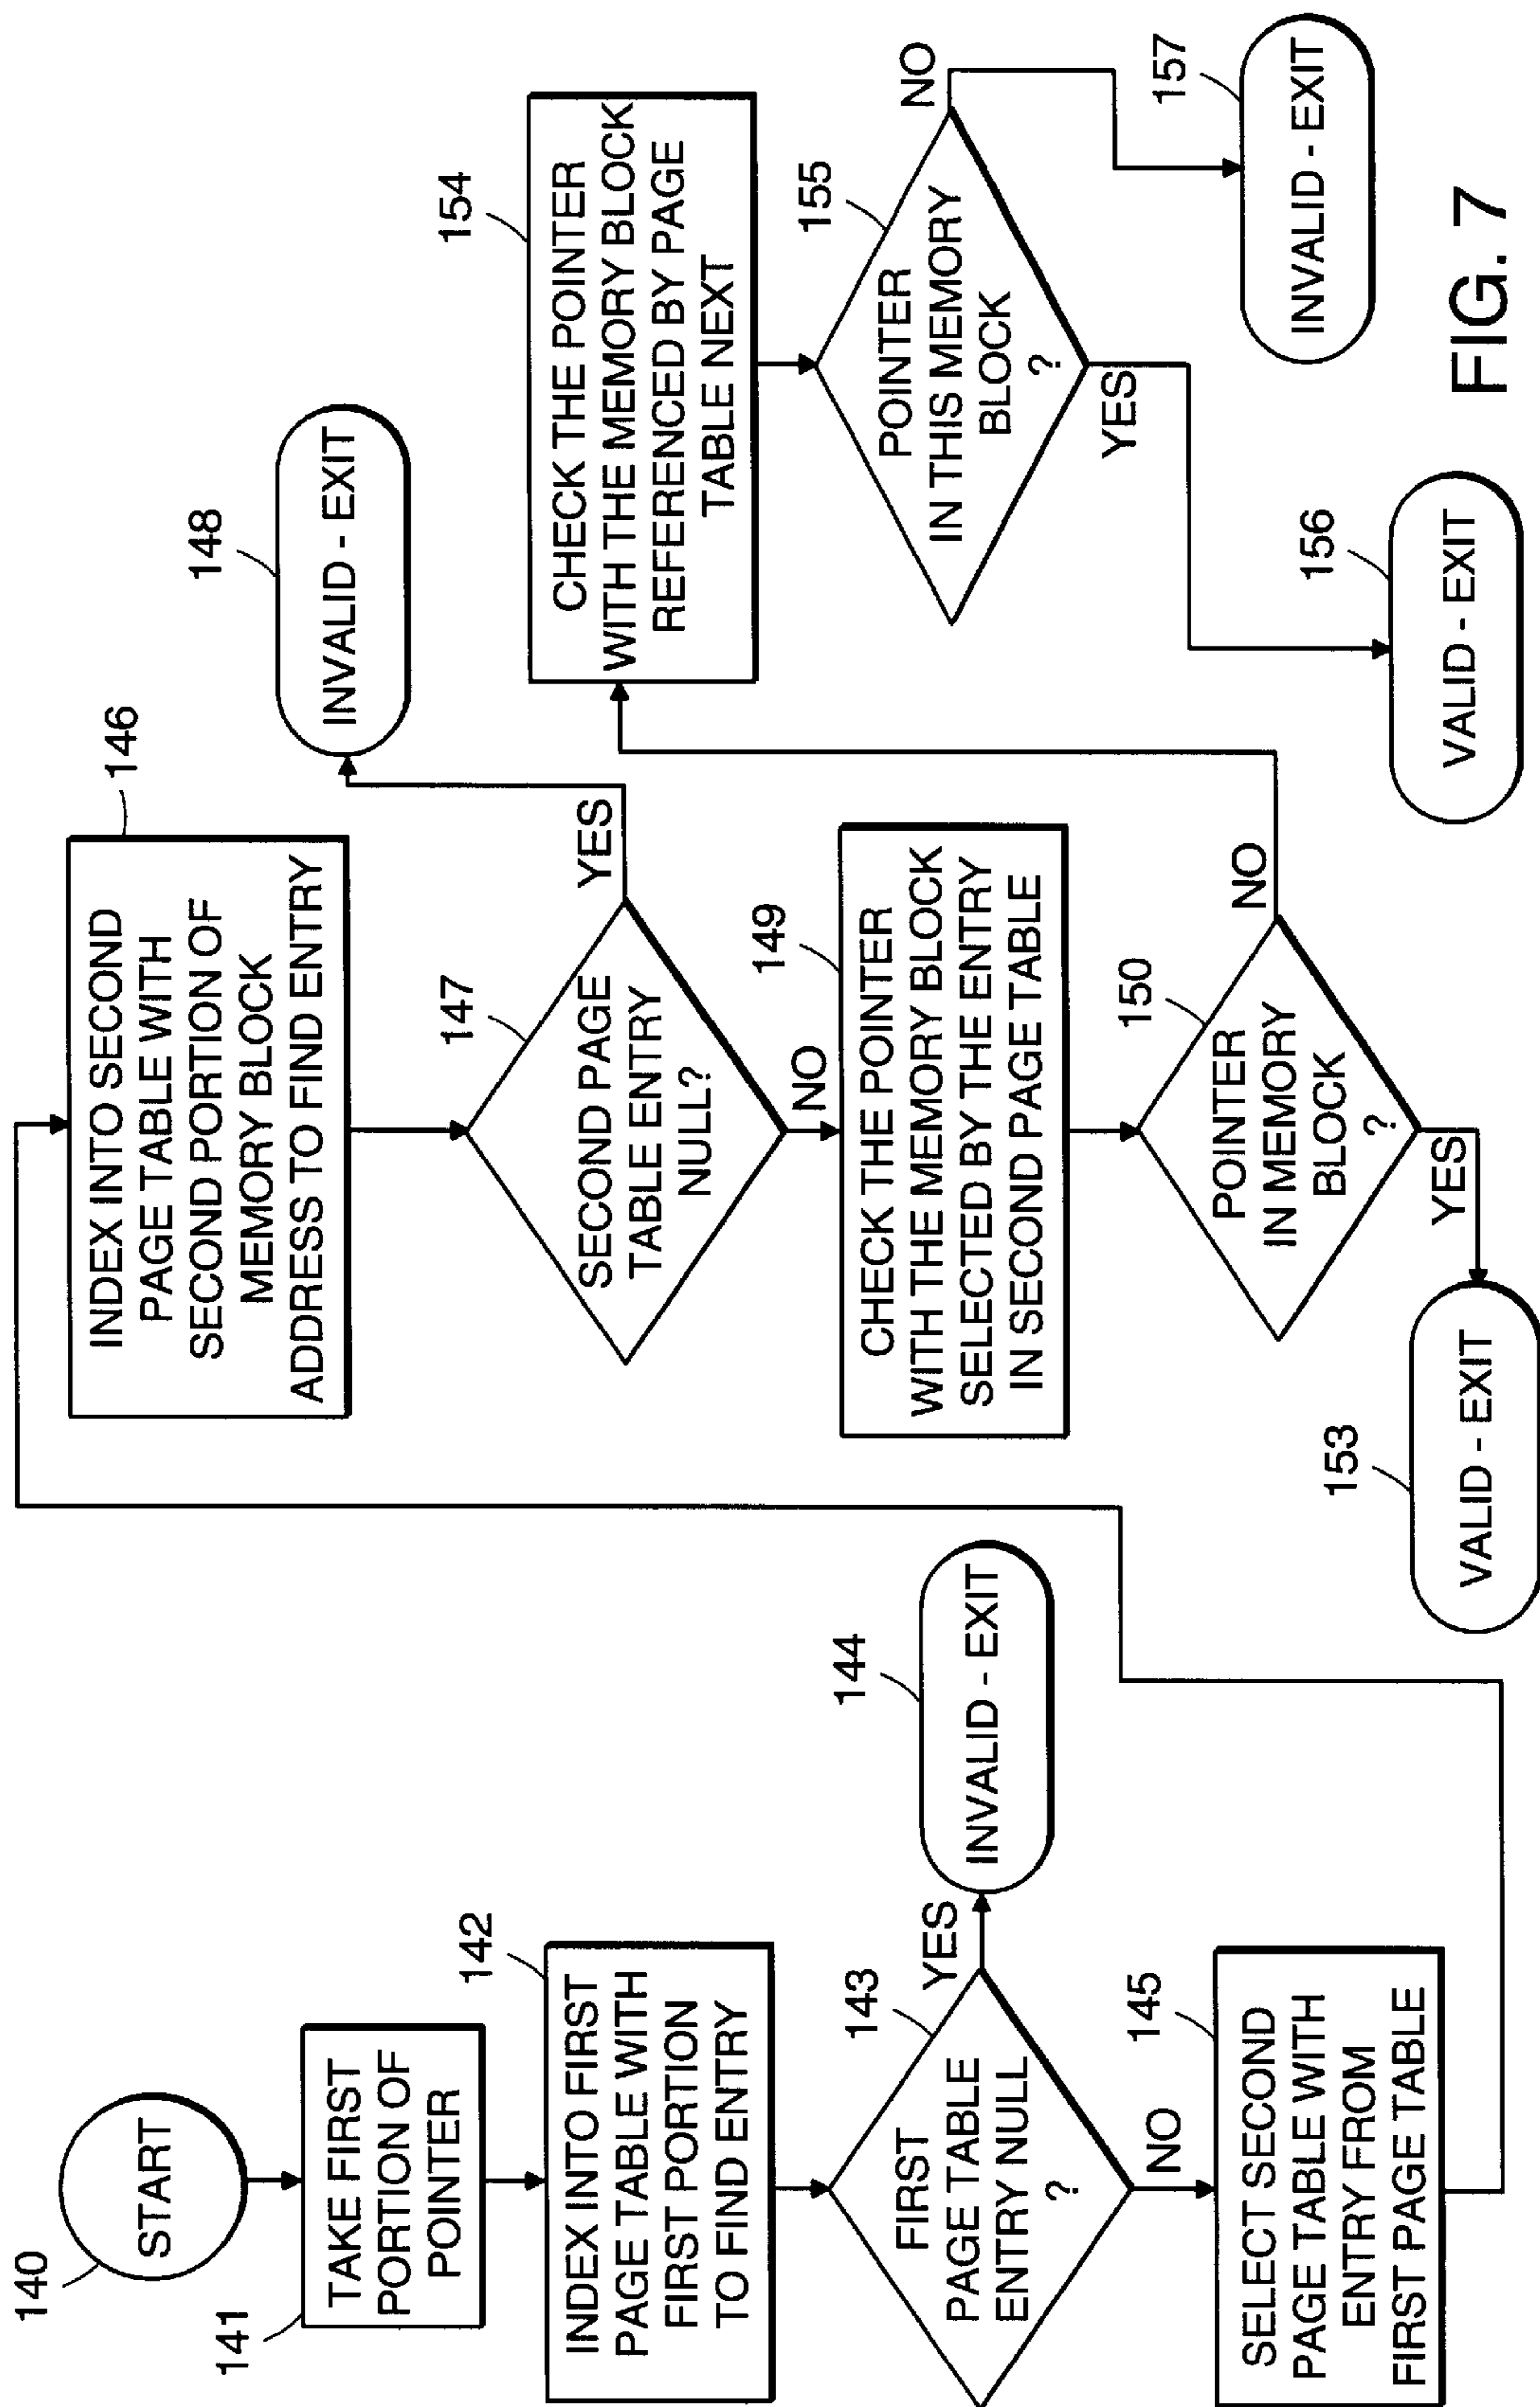 140
START
141
TAKE FIRST
PORTION OF
POINTER
142
INDEX INTO FIRST
PAGE TABLE WITH
FIRST PORTION
TO FIND ENTRY
143
FIRST
PAGE TABLE
ENTRY NULL
?
YES
144
INVALID - EXIT
NO
145
SELECT SECOND
PAGE TABLE WITH
ENTRY FROM
FIRST PAGE TABLE
146
INDEX INTO SECOND
PAGE TABLE WITH
SECOND PORTION OF
MEMORY BLOCK
ADDRESS TO FIND ENTRY
147
SECOND PAGE
TABLE ENTRY
NULL?
YES
148
INVALID - EXIT
NO
149
CHECK THE POINTER
WITH THE MEMORY BLOCK
SELECTED BY THE ENTRY
IN SECOND PAGE TABLE
150
POINTER
IN MEMORY
BLOCK
?
YES
153
VALID - EXIT
NO
154
CHECK THE POINTER
WITH THE MEMORY BLOCK
REFERENCED BY PAGE
TABLE NEXT
155
POINTER
IN THIS MEMORY
BLOCK
?
YES
156
VALID - EXIT
NO
157
INVALID - EXIT
FIG. 7